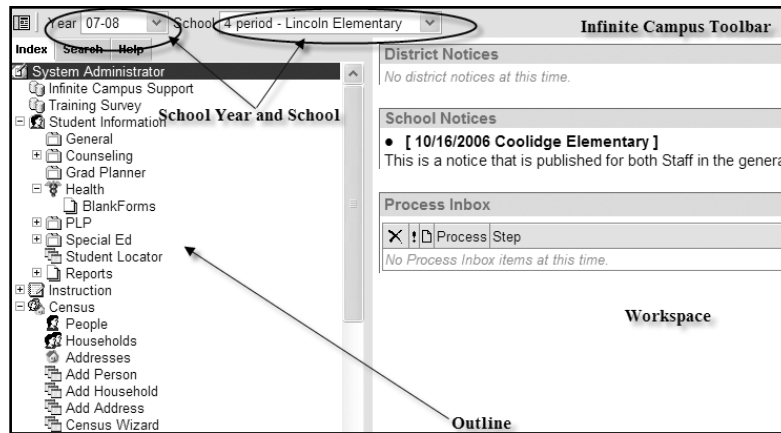 Year 07-08 School 4 period - Lincoln Elementary
Infinite Campus Toolbar
Index Search Help
System Administrator
Infinite Campus Support
Training Survey
School Year and School
Student Information
General
Counseling
Grad Planner
Health
BlankForms
PLP
Special Ed
Student Locator
Reports
Instruction
Census
People
Households
Addresses
Add Person
Add Household
Add Address
Census Wizard
Outline
District Notices
No district notices at this time.
School Notices
• [ 10/16/2006 Coolidge Elementary ]
This is a notice that is published for both Staff in the genera
Process Inbox
! Process Step
No Process Inbox items at this time.
Workspace